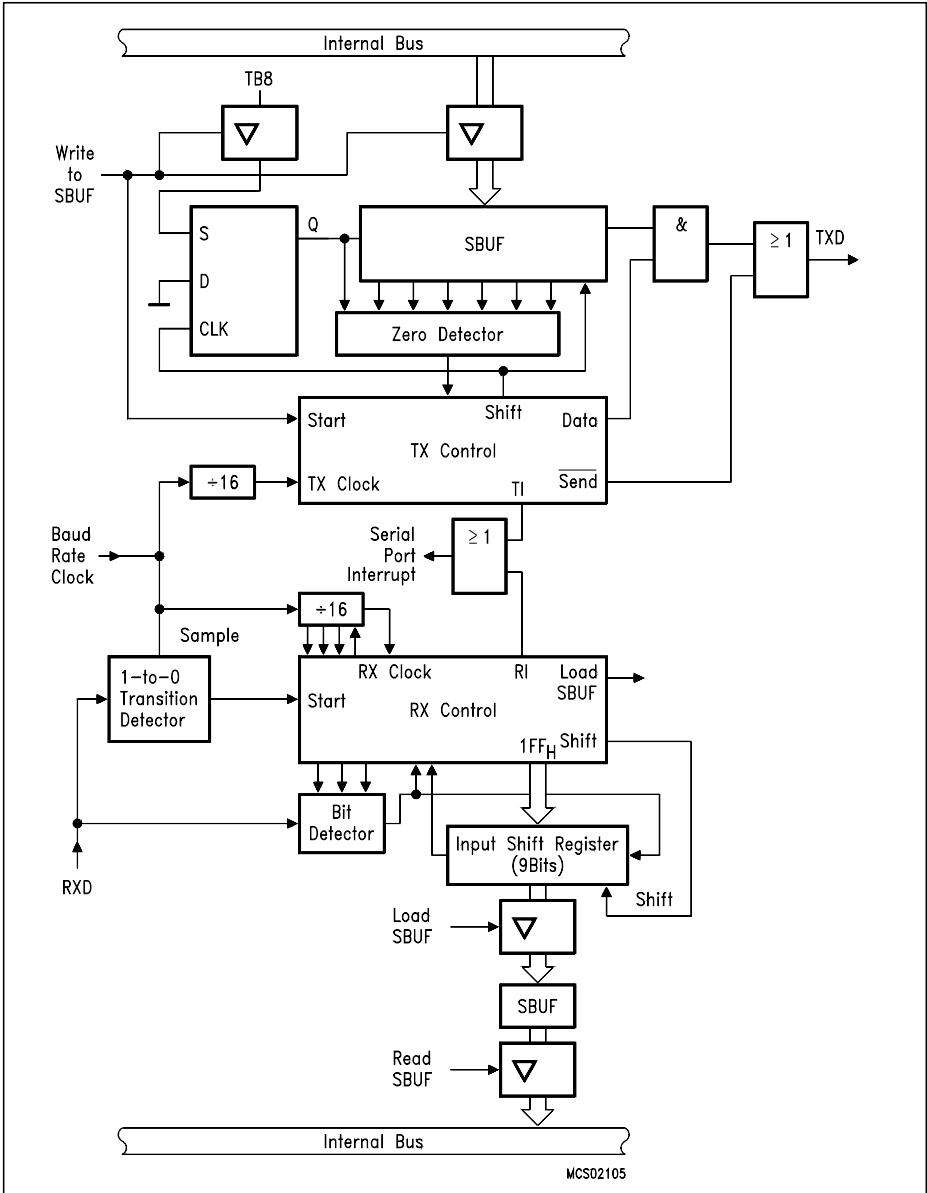 Internal Bus
TB8
Write
to
SBUF
S
D
CLK
Q
SBUF
&
≥ 1
TXD
Zero Detector
Start
Shift
Data
TX Control
TX Clock
TI
Send
÷16
Baud
Rate
Clock
Serial
Port
Interrupt
≥ 1
÷16
Sample
1-to-0
Transition
Detector
Start
RX Clock
RI
Load
SBUF
RX Control
1FFH
Shift
Bit
Detector
RXD
Input Shift Register
(9Bits)
Shift
Load
SBUF
SBUF
Read
SBUF
Internal Bus
MCS02105